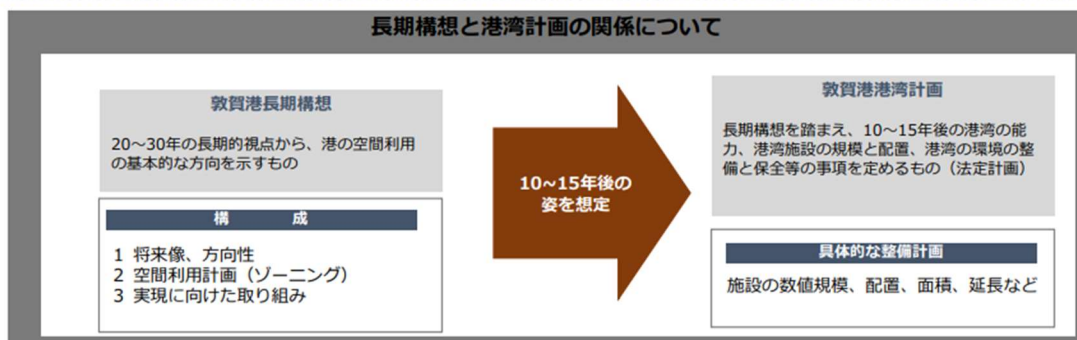 長期構想と港湾計画の関係について
敦賀港長期構想
20～30年の長期的視点から、港の空間利用
の基本的な方向を示すもの
構　成
1 将来像、方向性
2 空間利用計画（ゾーニング）
3 実現に向けた取り組み
10~15年後の
姿を想定
敦賀港港湾計画
長期構想を踏まえ、10～15年後の港湾の能
力、港湾施設の規模と配置、港湾の環境の整
備と保全等の事項を定めるもの（法定計画）
具体的な整備計画
施設の数値規模、配置、面積、延長など